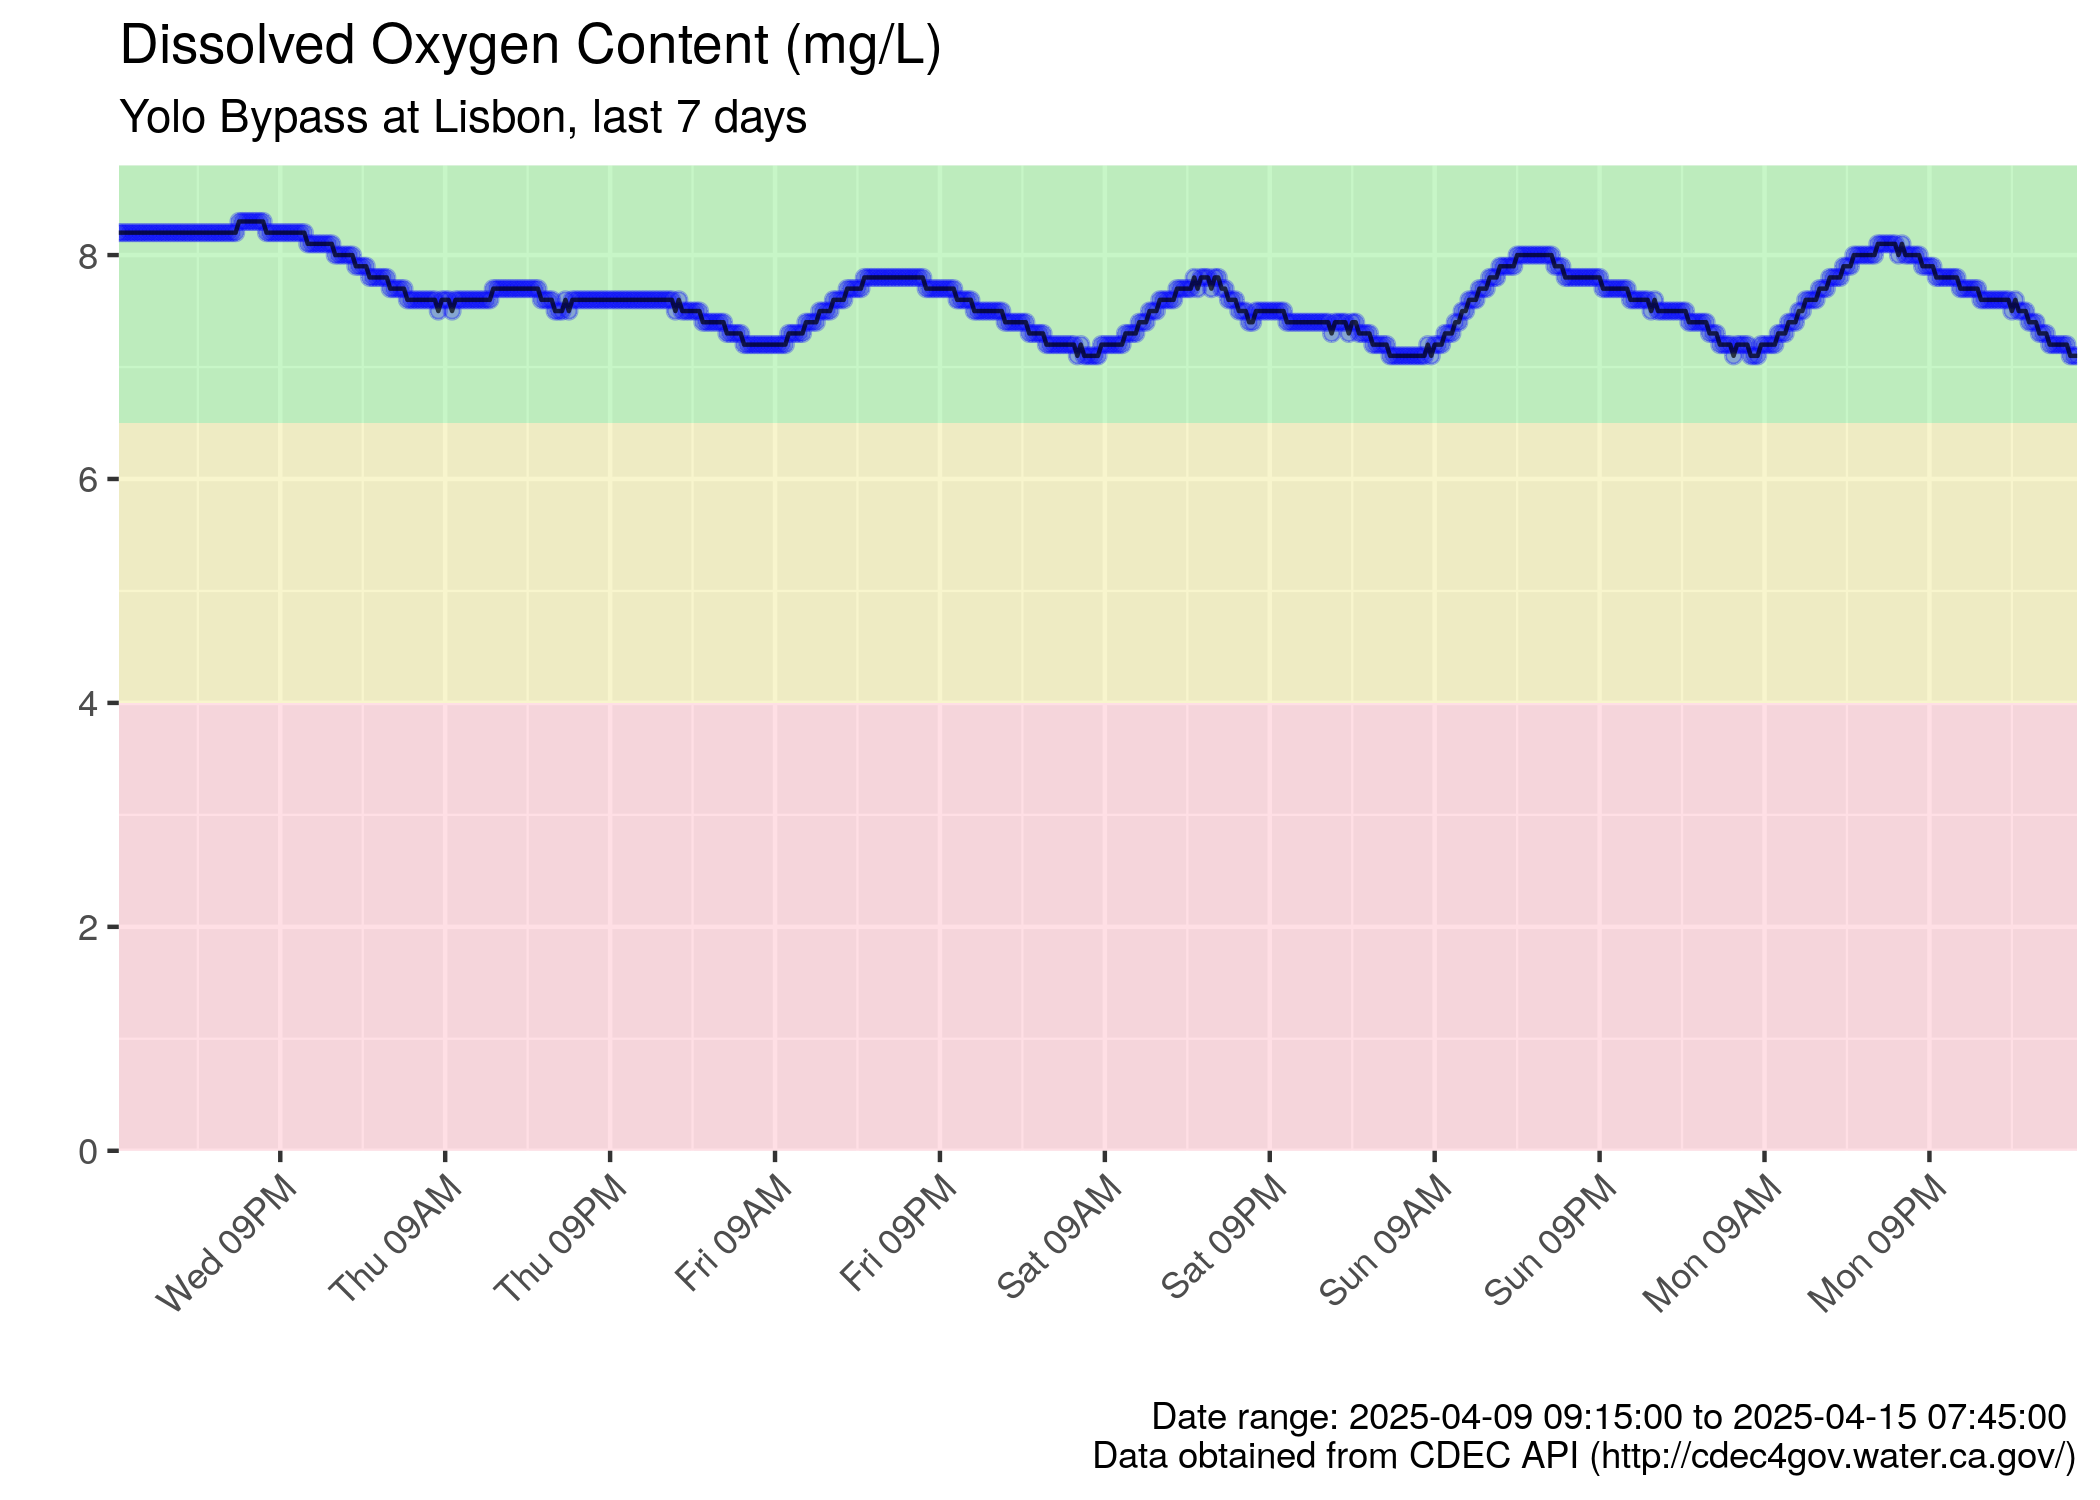 Dissolved Oxygen Content (mg/L)
Yolo Bypass at Lisbon, last 7 days
8
6
4
2
0
Wed 09PM
Thu 09AM
Thu 09PM
Fri 09AM
Fri 09PM
Sat 09AM
Sat 09PM
Sun 09AM
Sun 09PM
Mon 09AM
Mon 09PM
Date range: 2025-04-09 09:15:00 to 2025-04-15 07:45:00
Data obtained from CDEC API (http://cdec4gov.water.ca.gov/)